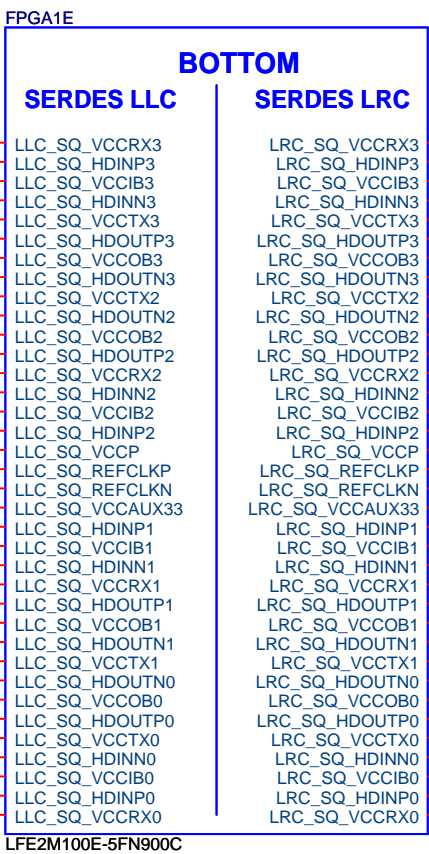 FPGA1E
BOTTOM
SERDES LLC SERDES LRC
LLC_SQ_VCCRX3 LRC_SQ_VCCRX3
LLC_SQ_HDINP3 LRC_SQ_HDINP3
LLC_SQ_VCCIB3 LRC_SQ_VCCIB3
LLC_SQ_HDINN3 LRC_SQ_HDINN3
LLC_SQ_VCCTX3 LRC_SQ_VCCTX3
LLC_SQ_HDOUTP3 LRC_SQ_HDOUTP3
LLC_SQ_VCCOB3 LRC_SQ_VCCOB3
LLC_SQ_HDOUTN3 LRC_SQ_HDOUTN3
LLC_SQ_VCCTX2 LRC_SQ_VCCTX2
LLC_SQ_HDOUTN2 LRC_SQ_HDOUTN2
LLC_SQ_VCCOB2 LRC_SQ_VCCOB2
LLC_SQ_HDOUTP2 LRC_SQ_HDOUTP2
LLC_SQ_VCCRX2 LRC_SQ_VCCRX2
LLC_SQ_HDINN2 LRC_SQ_HDINN2
LLC_SQ_VCCIB2 LRC_SQ_VCCIB2
LLC_SQ_HDINP2 LRC_SQ_HDINP2
LLC_SQ_VCCP LRC_SQ_VCCP
LLC_SQ_REFCLKP LRC_SQ_REFCLKP
LLC_SQ_REFCLKN LRC_SQ_REFCLKN
LLC_SQ_VCCAUX33 LRC_SQ_VCCAUX33
LLC_SQ_HDINP1 LRC_SQ_HDINP1
LLC_SQ_VCCIB1 LRC_SQ_VCCIB1
LLC_SQ_HDINN1 LRC_SQ_HDINN1
LLC_SQ_VCCRX1 LRC_SQ_VCCRX1
LLC_SQ_HDOUTP1 LRC_SQ_HDOUTP1
LLC_SQ_VCCOB1 LRC_SQ_VCCOB1
LLC_SQ_HDOUTN1 LRC_SQ_HDOUTN1
LLC_SQ_VCCTX1 LRC_SQ_VCCTX1
LLC_SQ_HDOUTN0 LRC_SQ_HDOUTN0
LLC_SQ_VCCOB0 LRC_SQ_VCCOB0
LLC_SQ_HDOUTP0 LRC_SQ_HDOUTP0
LLC_SQ_VCCTX0 LRC_SQ_VCCTX0
LLC_SQ_HDINN0 LRC_SQ_HDINN0
LLC_SQ_VCCIB0 LRC_SQ_VCCIB0
LLC_SQ_HDINP0 LRC_SQ_HDINP0
LLC_SQ_VCCRX0 LRC_SQ_VCCRX0
LFE2M100E-5FN900C